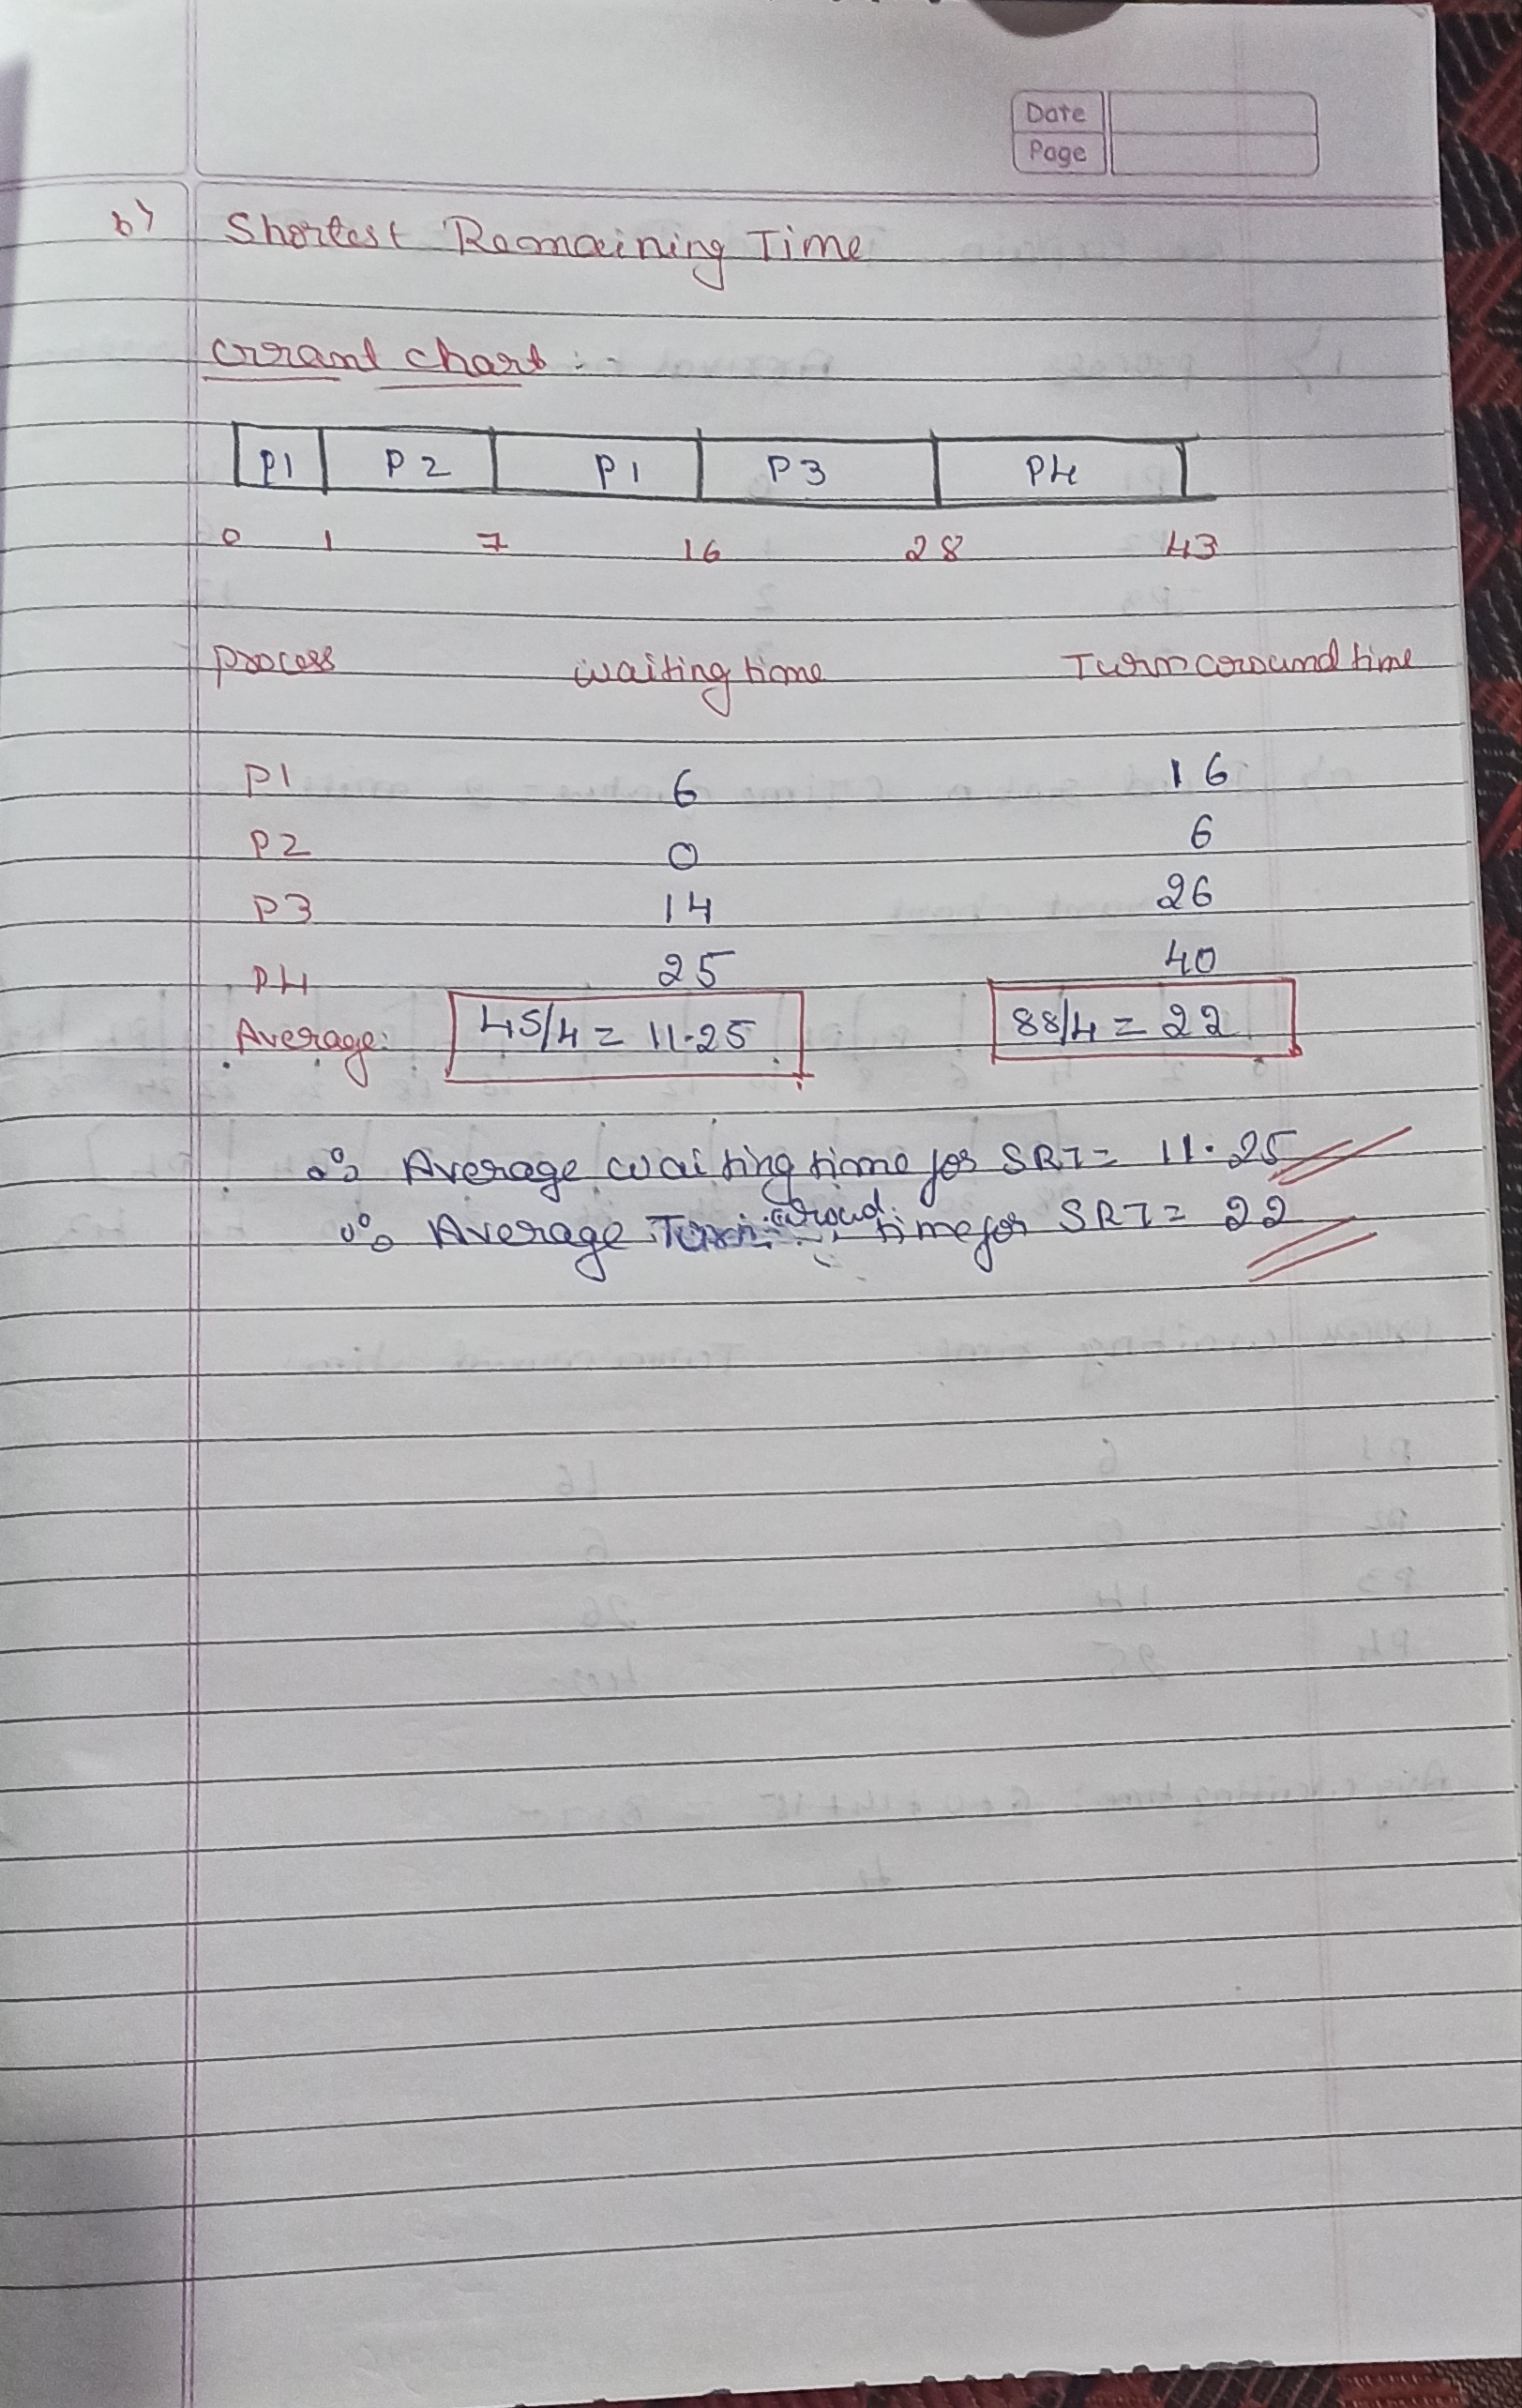 Date
Page
b) Shortest Remaining Time
Grrant chart :-
P1 P2 P1 P3 P4
0 1 7 16 28 43
process waiting time Turn around time
P1 6 16
P2 0 6
P3 14 26
P4 25 40
Average: 45/4 = 11.25 88/4 = 22
∴ Average waiting time for SRT = 11.25
∴ Average Turn aroud time for SRT = 22